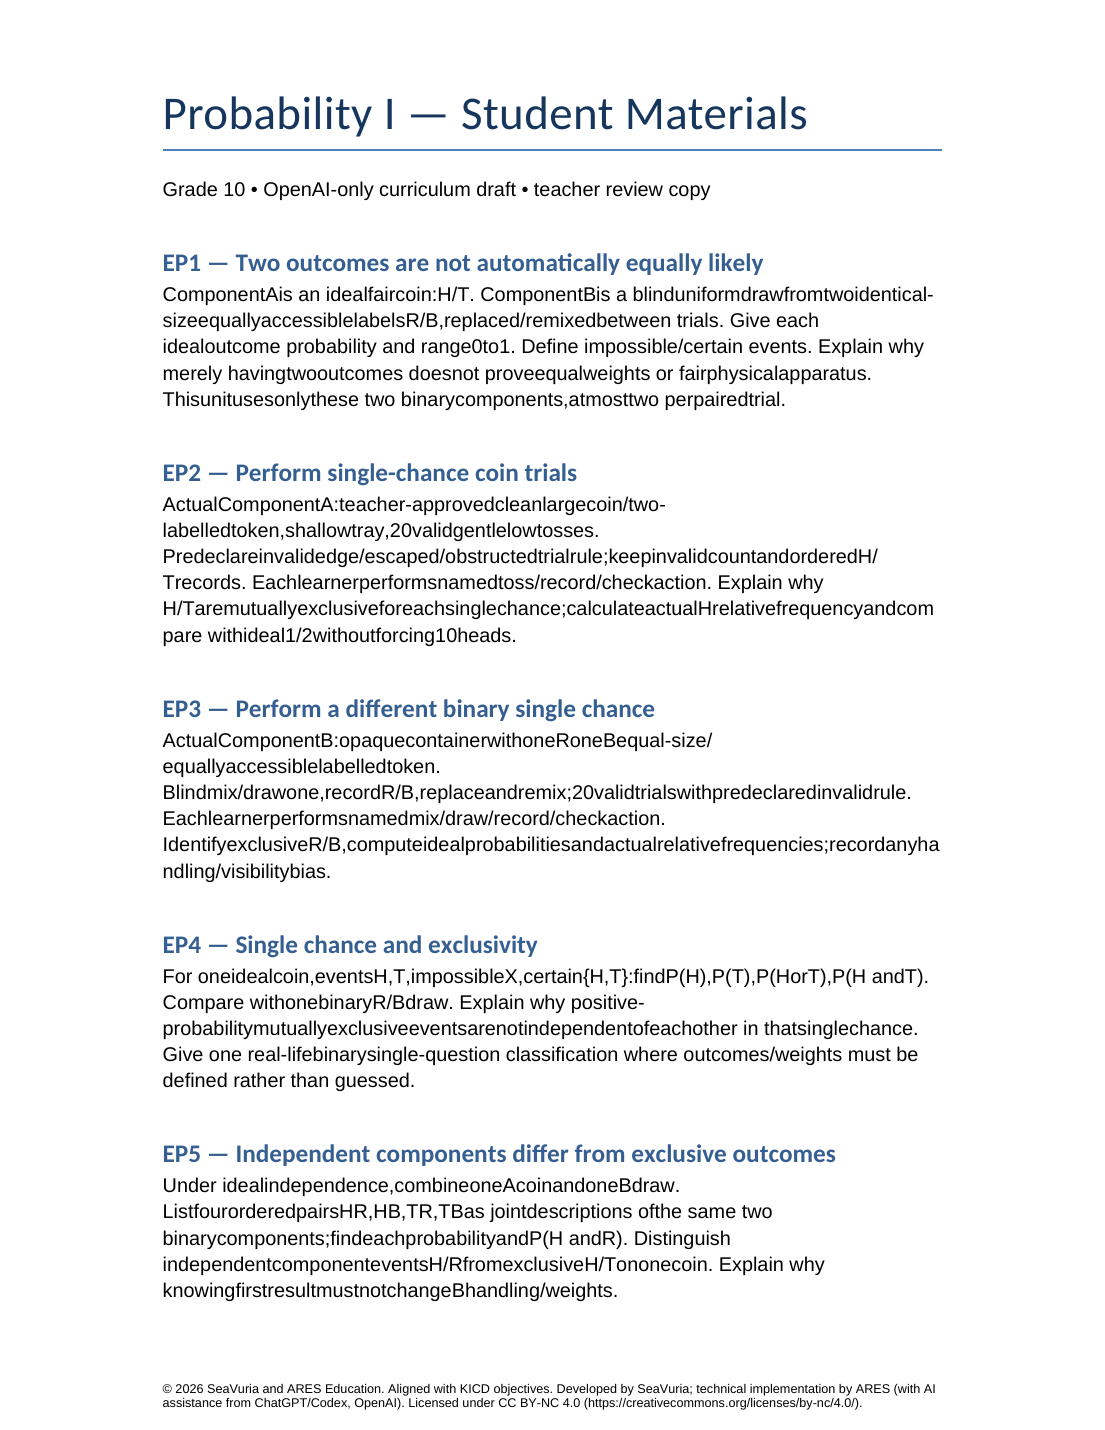 Probability I — Student Materials
Grade 10 • OpenAI-only curriculum draft • teacher review copy
EP1 — Two outcomes are not automatically equally likely
ComponentAis an idealfaircoin:H/T. ComponentBis a blinduniformdrawfromtwoidentical-
sizeequallyaccessiblelabelsR/B,replaced/remixedbetween trials. Give each
idealoutcome probability and range0to1. Define impossible/certain events. Explain why
merely havingtwooutcomes doesnot proveequalweights or fairphysicalapparatus.
Thisunitusesonlythese two binarycomponents,atmosttwo perpairedtrial.
EP2 — Perform single-chance coin trials
ActualComponentA:teacher-approvedcleanlargecoin/two-
labelledtoken,shallowtray,20validgentlelowtosses.
Predeclareinvalidedge/escaped/obstructedtrialrule;keepinvalidcountandorderedH/
Trecords. Eachlearnerperformsnamedtoss/record/checkaction. Explain why
H/Taremutuallyexclusiveforeachsinglechance;calculateactualHrelativefrequencyandcom
pare withideal1/2withoutforcing10heads.
EP3 — Perform a different binary single chance
ActualComponentB:opaquecontainerwithoneRoneBequal-size/
equallyaccessiblelabelledtoken.
Blindmix/drawone,recordR/B,replaceandremix;20validtrialswithpredeclaredinvalidrule.
Eachlearnerperformsnamedmix/draw/record/checkaction.
IdentifyexclusiveR/B,computeidealprobabilitiesandactualrelativefrequencies;recordanyha
ndling/visibilitybias.
EP4 — Single chance and exclusivity
For oneidealcoin,eventsH,T,impossibleX,certain{H,T}:findP(H),P(T),P(HorT),P(H andT).
Compare withonebinaryR/Bdraw. Explain why positive-
probabilitymutuallyexclusiveeventsarenotindependentofeachother in thatsinglechance.
Give one real-lifebinarysingle-question classification where outcomes/weights must be
defined rather than guessed.
EP5 — Independent components differ from exclusive outcomes
Under idealindependence,combineoneAcoinandoneBdraw.
ListfourorderedpairsHR,HB,TR,TBas jointdescriptions ofthe same two
binarycomponents;findeachprobabilityandP(H andR). Distinguish
independentcomponenteventsH/RfromexclusiveH/Tononecoin. Explain why
knowingfirstresultmustnotchangeBhandling/weights.
© 2026 SeaVuria and ARES Education. Aligned with KICD objectives. Developed by SeaVuria; technical implementation by ARES (with AI
assistance from ChatGPT/Codex, OpenAI). Licensed under CC BY-NC 4.0 (https://creativecommons.org/licenses/by-nc/4.0/).